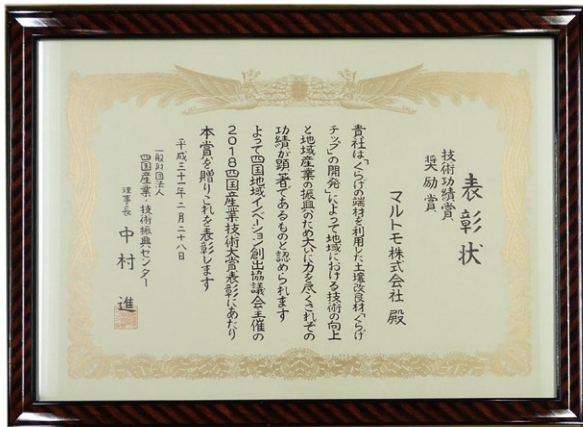 表彰状
技術功績賞
奨励賞
マルトモ株式会社 殿
貴社は、「くらげの端材を利用した土壌改良材、くらげ
チップ」の開発」によって地域における技術の向上
と地域産業の振興のため大いに力を尽くされその
功績が顕著であるものと認められます
よって四国地域イノベーション創出協議会主催の
2018四国産業技術大賞表彰にあたり
本賞を贈りこれを表彰します
平成三十一年二月二十八日
一般財団法人
四国産業・技術振興センター
理事長 中村 進